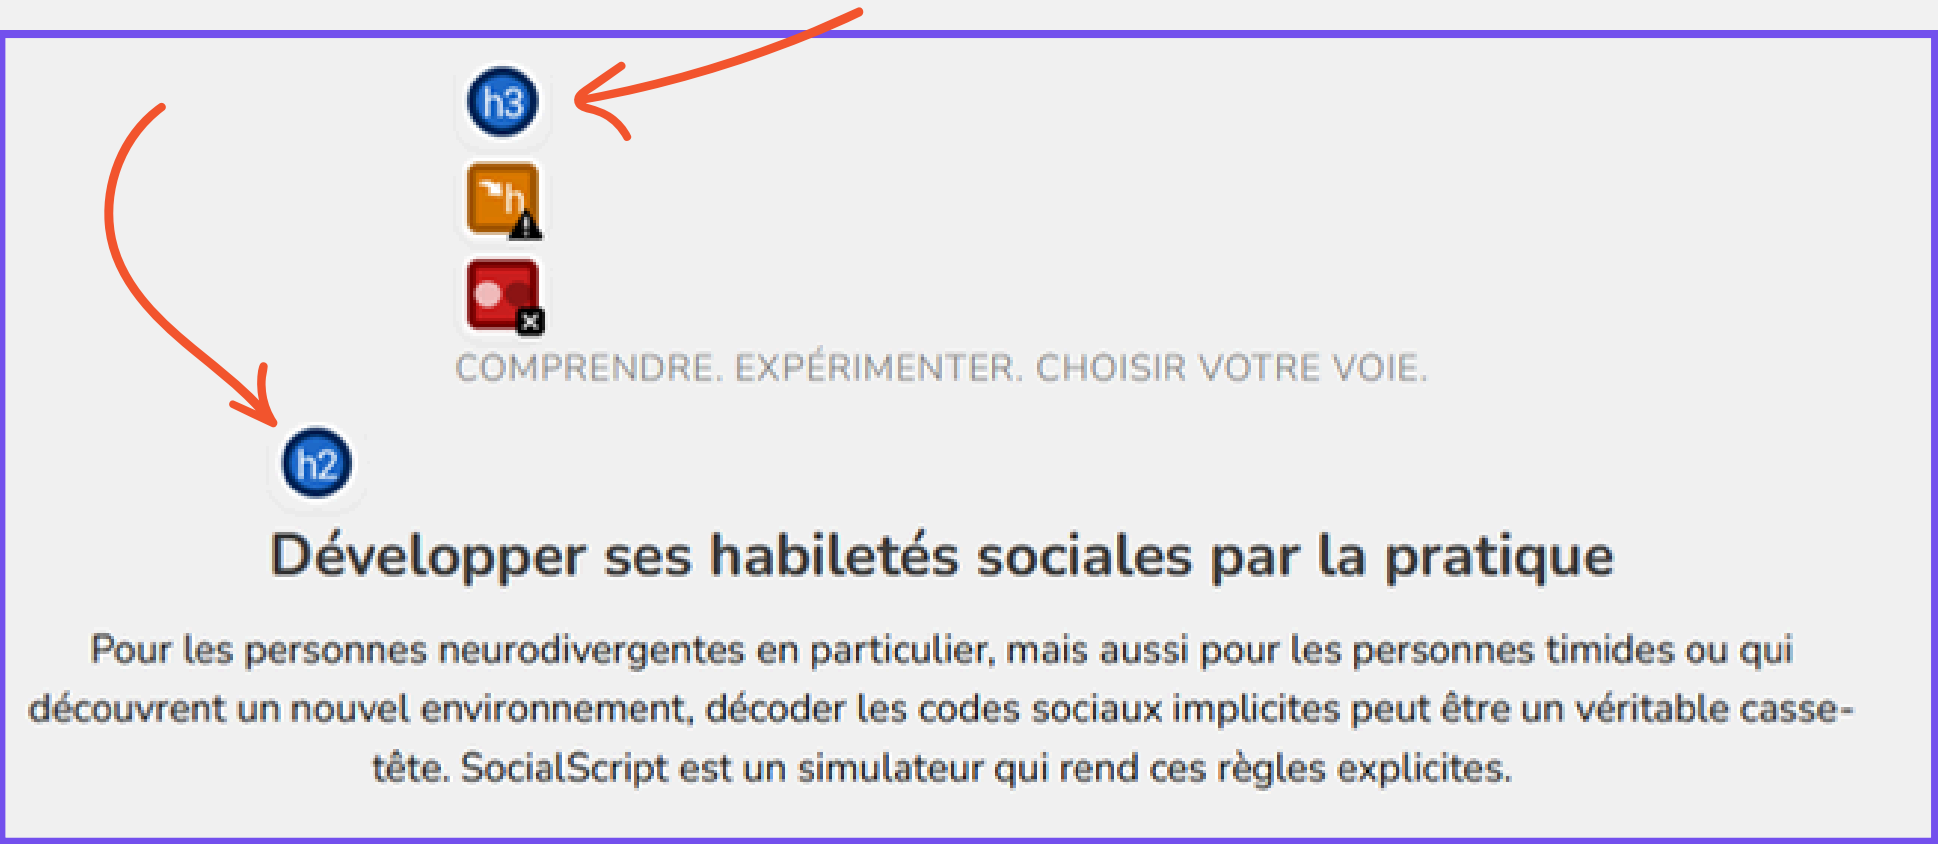 h3
h
COMPRENDRE. EXPÉRIMENTER. CHOISIR VOTRE VOIE.
h2
Développer ses habiletés sociales par la pratique
Pour les personnes neurodivergentes en particulier, mais aussi pour les personnes timides ou qui
découvrent un nouvel environnement, décoder les codes sociaux implicites peut être un véritable casse-
tête. SocialScript est un simulateur qui rend ces règles explicites.